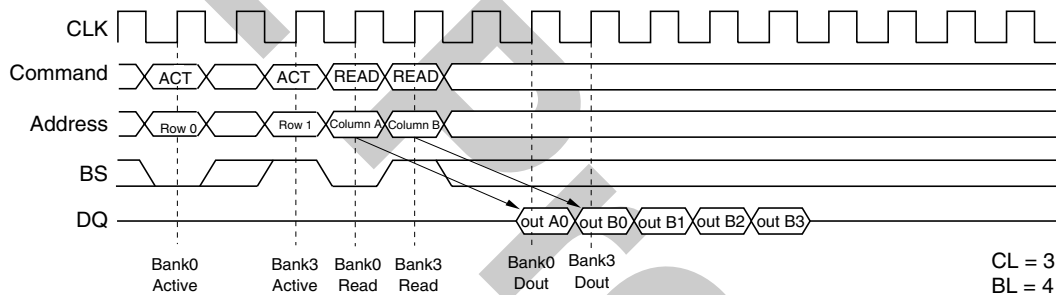 CLK
Command ACT ACT READ READ
Address Row 0 Row 1 Column A Column B
BS
DQ out A0 out B0 out B1 out B2 out B3
Bank0 Active
Bank3 Active
Bank0 Read
Bank3 Read
Bank0 Dout
Bank3 Dout
CL = 3
BL = 4